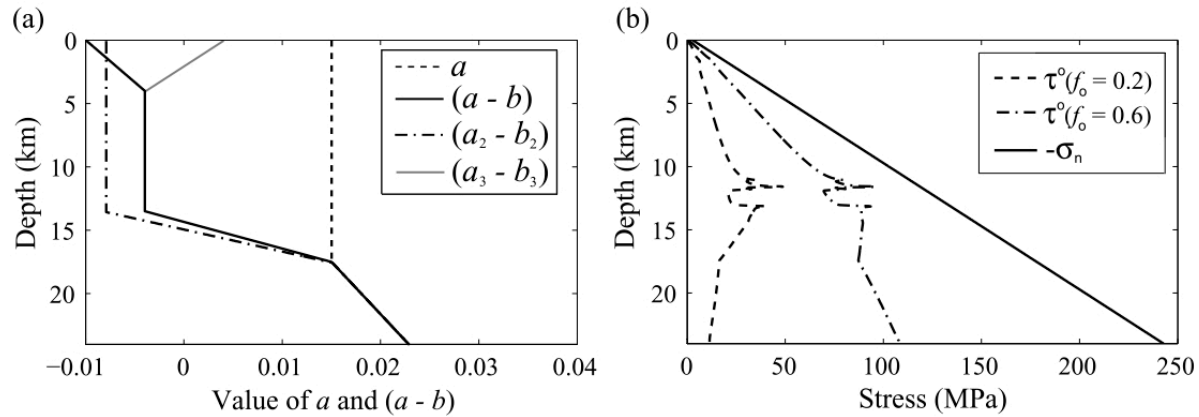 (a)
0
5
10
15
20
Depth (km)
−0.01 0 0.01 0.02 0.03 0.04
Value of a and (a - b)
a
(a - b)
(a₂ - b₂)
(a₃ - b₃)
(b)
0
5
10
15
20
Depth (km)
0 50 100 150 200 250
Stress (MPa)
τᵒ(fₒ = 0.2)
τᵒ(fₒ = 0.6)
-σₙ